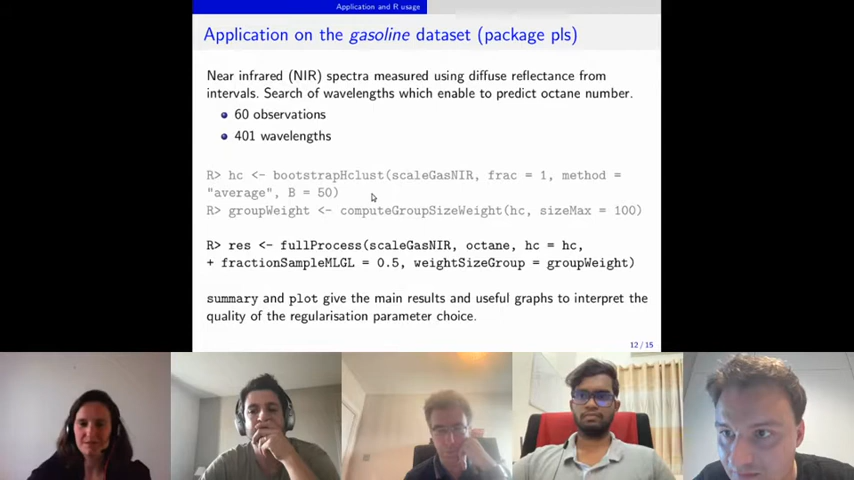 Application and R usage
Application on the gasoline dataset (package pls)
Near infrared (NIR) spectra measured using diffuse reflectance from
intervals. Search of wavelengths which enable to predict octane number.
60 observations
401 wavelengths
R> hc <- bootstrapHclust(scaleGasNIR, frac = 1, method =
"average", B = 50)
R> groupWeight <- computeGroupSizeWeight(hc, sizeMax = 100)
R> res <- fullProcess(scaleGasNIR, octane, hc = hc,
+ fractionSampleMLGL = 0.5, weightSizeGroup = groupWeight)
summary and plot give the main results and useful graphs to interpret the
quality of the regularisation parameter choice.
12 / 15